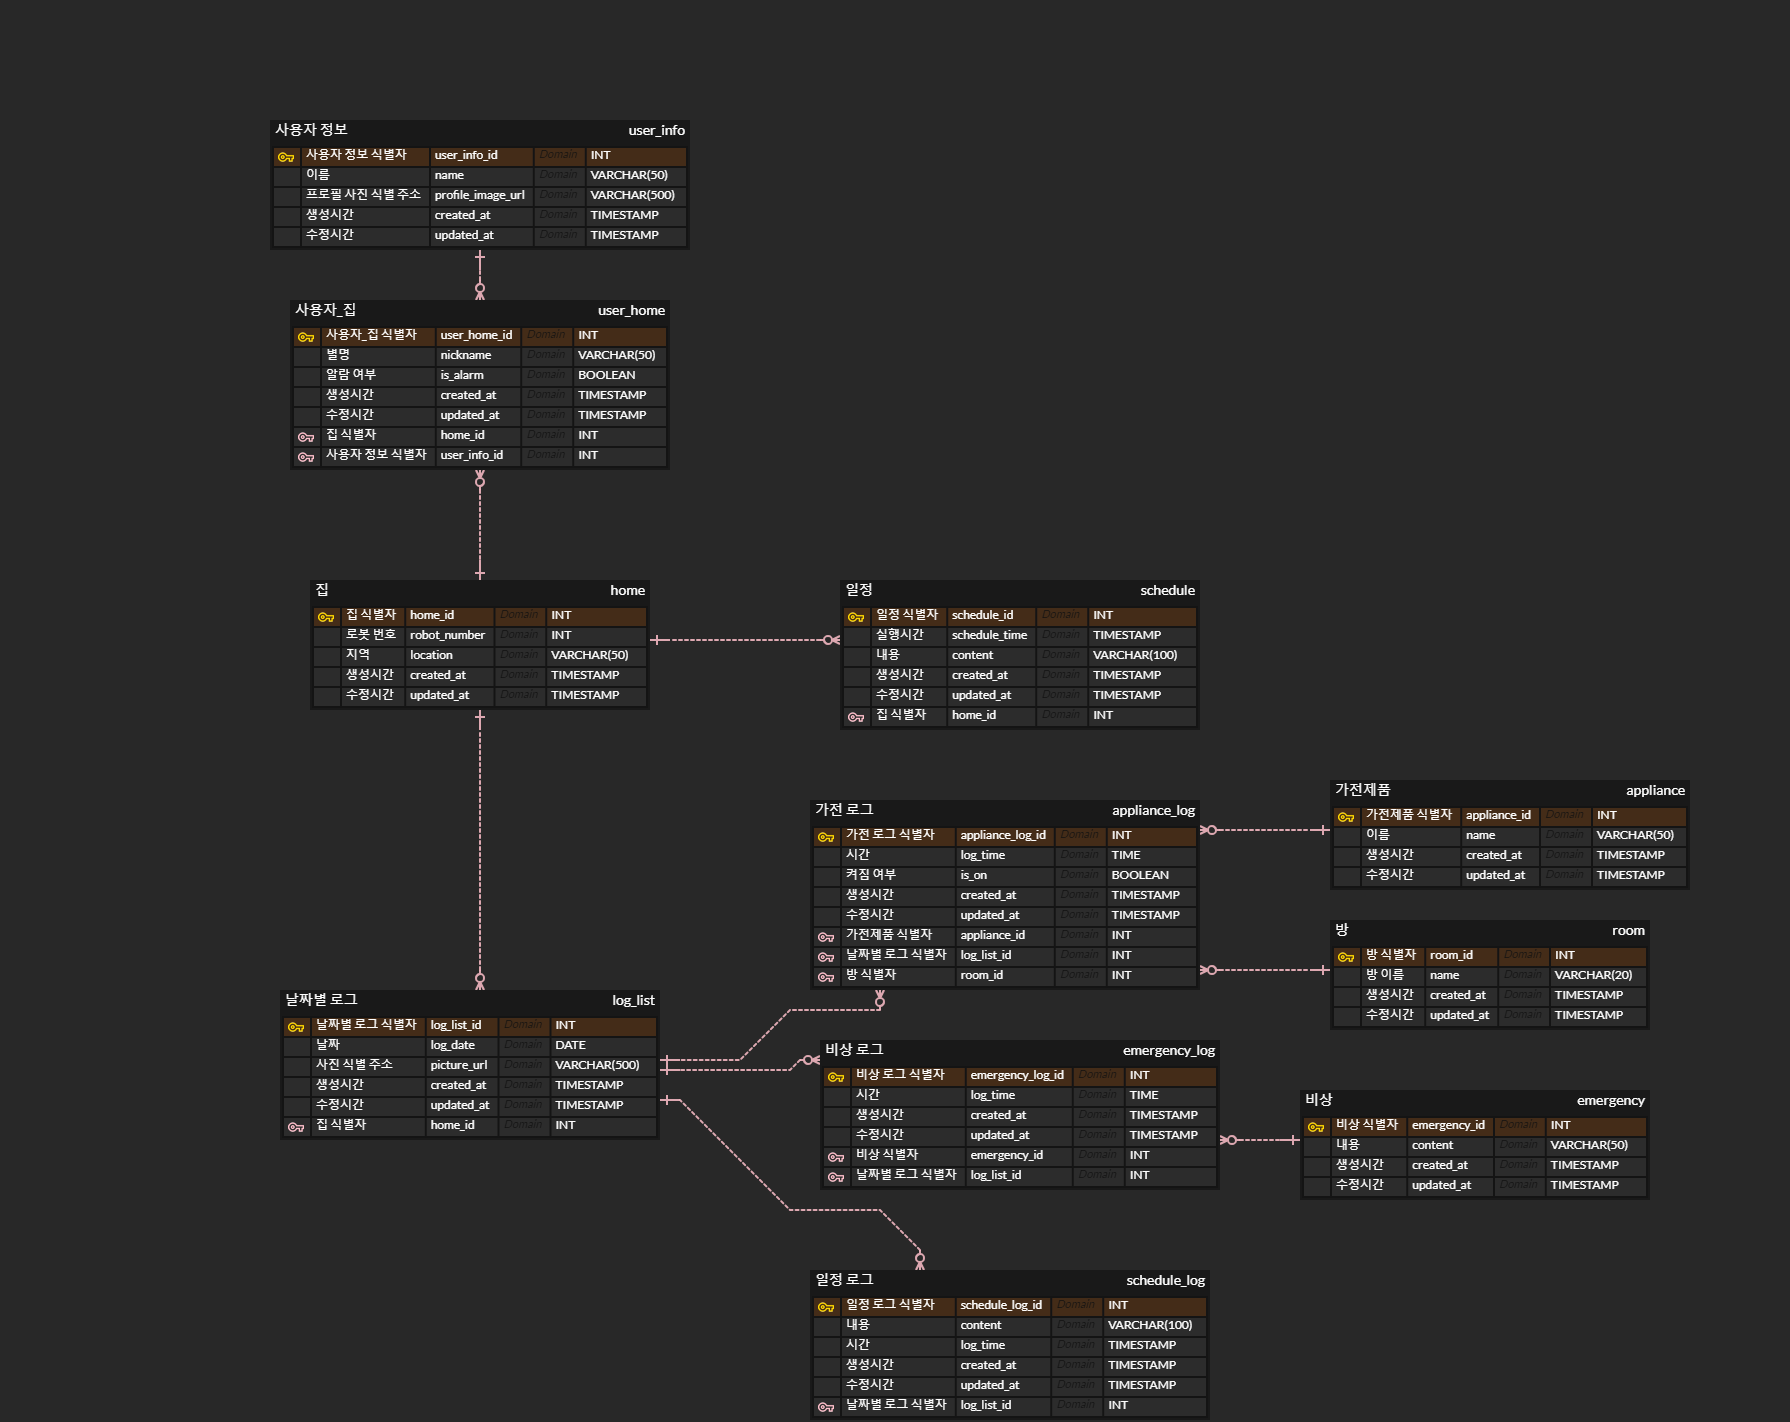 사용자 정보 user_info
사용자 정보 식별자 user_info_id Domain INT
이름 name Domain VARCHAR(50)
프로필 사진 식별 주소 profile_image_url Domain VARCHAR(500)
생성시간 created_at Domain TIMESTAMP
수정시간 updated_at Domain TIMESTAMP
사용자_집 user_home
사용자_집 식별자 user_home_id Domain INT
별명 nickname Domain VARCHAR(50)
알람 여부 is_alarm Domain BOOLEAN
생성시간 created_at Domain TIMESTAMP
수정시간 updated_at Domain TIMESTAMP
집 식별자 home_id Domain INT
사용자 정보 식별자 user_info_id Domain INT
집 home
집 식별자 home_id Domain INT
로봇 번호 robot_number Domain INT
지역 location Domain VARCHAR(50)
생성시간 created_at Domain TIMESTAMP
수정시간 updated_at Domain TIMESTAMP
일정 schedule
일정 식별자 schedule_id Domain INT
실행시간 schedule_time Domain TIMESTAMP
내용 content Domain VARCHAR(100)
생성시간 created_at Domain TIMESTAMP
수정시간 updated_at Domain TIMESTAMP
집 식별자 home_id Domain INT
가전 로그 appliance_log
가전 로그 식별자 appliance_log_id Domain INT
시간 log_time Domain TIME
켜짐 여부 is_on Domain BOOLEAN
생성시간 created_at Domain TIMESTAMP
수정시간 updated_at Domain TIMESTAMP
가전제품 식별자 appliance_id Domain INT
날짜별 로그 식별자 log_list_id Domain INT
방 식별자 room_id Domain INT
가전제품 appliance
가전제품 식별자 appliance_id Domain INT
이름 name Domain VARCHAR(50)
생성시간 created_at Domain TIMESTAMP
수정시간 updated_at Domain TIMESTAMP
방 room
방 식별자 room_id Domain INT
방 이름 name Domain VARCHAR(20)
생성시간 created_at Domain TIMESTAMP
수정시간 updated_at Domain TIMESTAMP
날짜별 로그 log_list
날짜별 로그 식별자 log_list_id Domain INT
날짜 log_date Domain DATE
사진 식별 주소 picture_url Domain VARCHAR(500)
생성시간 created_at Domain TIMESTAMP
수정시간 updated_at Domain TIMESTAMP
집 식별자 home_id Domain INT
비상 로그 emergency_log
비상 로그 식별자 emergency_log_id Domain INT
시간 log_time Domain TIME
생성시간 created_at Domain TIMESTAMP
수정시간 updated_at Domain TIMESTAMP
비상 식별자 emergency_id Domain INT
날짜별 로그 식별자 log_list_id Domain INT
비상 emergency
비상 식별자 emergency_id Domain INT
내용 content Domain VARCHAR(50)
생성시간 created_at Domain TIMESTAMP
수정시간 updated_at Domain TIMESTAMP
일정 로그 schedule_log
일정 로그 식별자 schedule_log_id Domain INT
내용 content Domain VARCHAR(100)
시간 log_time Domain TIMESTAMP
생성시간 created_at Domain TIMESTAMP
수정시간 updated_at Domain TIMESTAMP
날짜별 로그 식별자 log_list_id Domain INT